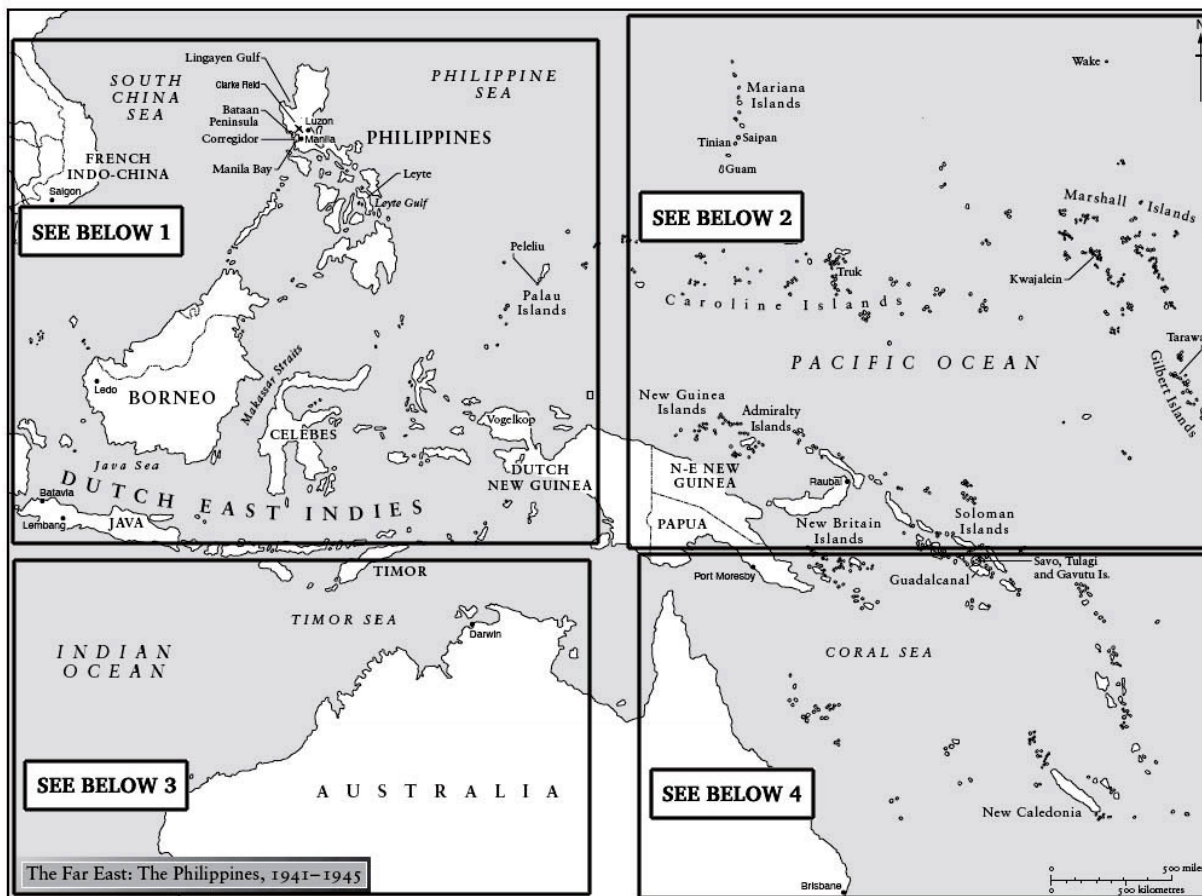 Lingayen Gulf
Clarke Field
Bataan
Peninsula
Corregidor
Manila Bay
Luzon
Manila
SOUTH
CHINA
SEA
PHILIPPINE
SEA
PHILIPPINES
FRENCH
INDO-CHINA
Saigon
Leyte
Leyte Gulf
SEE BELOW 1
Peleliu
Palau
Islands
Ledo
BORNEO
Makassar Straits
CELEBES
Vogelkop
Java Sea
DUTCH EAST INDIES
Batavia
Lembang
JAVA
DUTCH
NEW GUINEA
N
Wake
Mariana
Islands
Tinian
Saipan
Guam
SEE BELOW 2
Marshall Islands
Kwajalein
Truk
Caroline Islands
Tarawa
Gilbert Islands
PACIFIC OCEAN
New Guinea
Islands
Admiralty
Islands
N-E NEW
GUINEA
Raubal
PAPUA
New Britain
Islands
Soloman
Islands
TIMOR
Port Moresby
Guadalcanal
Savo, Tulagi
and Gavutu Is.
TIMOR SEA
Darwin
INDIAN
OCEAN
CORAL SEA
SEE BELOW 3
AUSTRALIA
SEE BELOW 4
New Caledonia
The Far East: The Philippines, 1941–1945
Brisbane
0
500 mile
0
500 kilometres